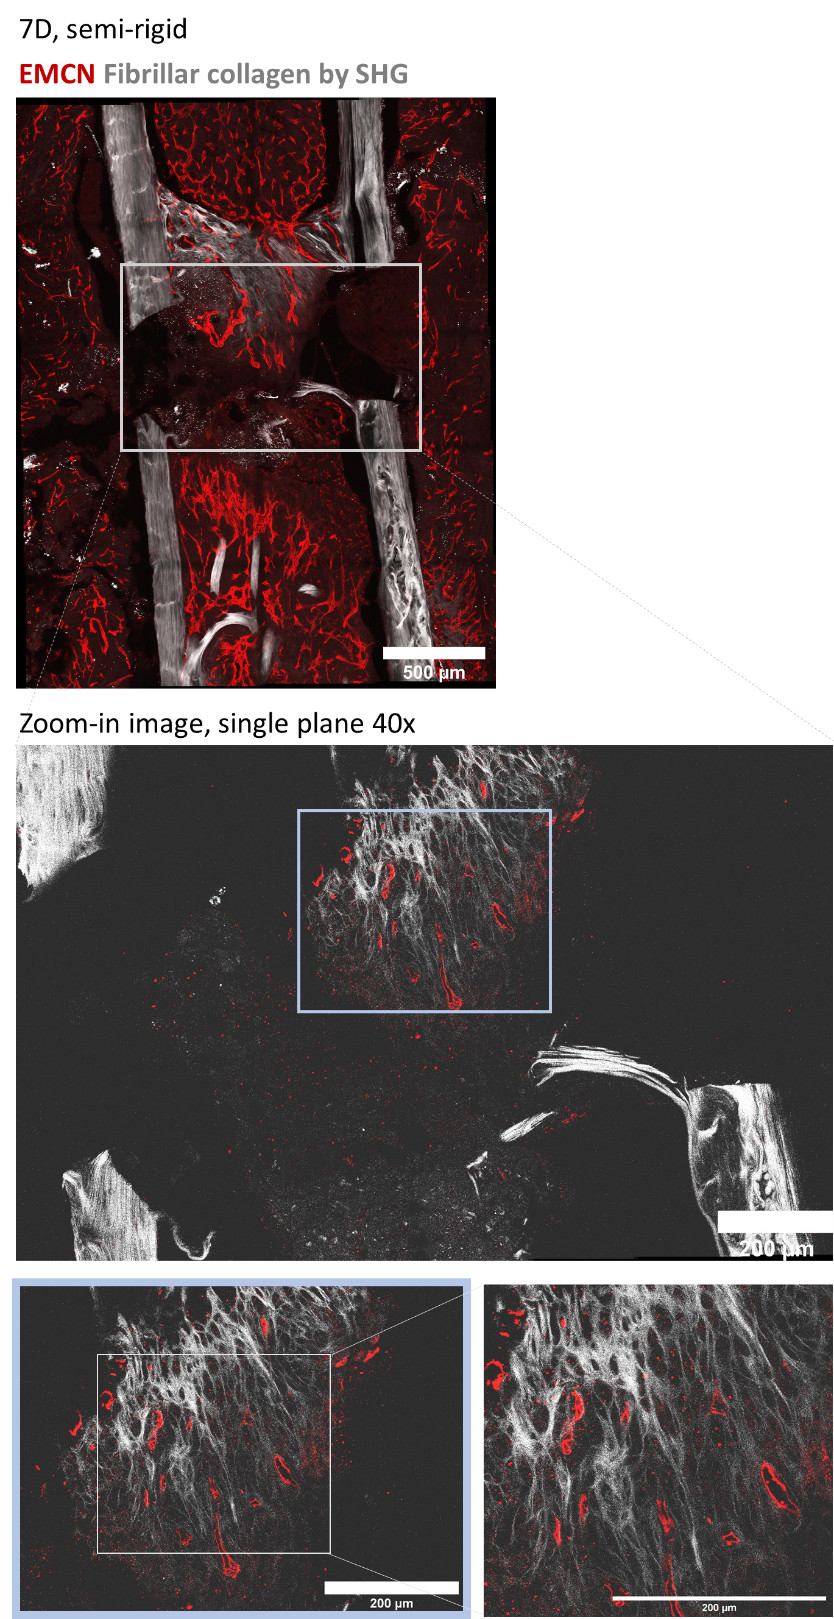 7D, semi-rigid
EMCN Fibrillar collagen by SHG
500 µm
Zoom-in image, single plane 40x
200 µm
200 µm
200 µm